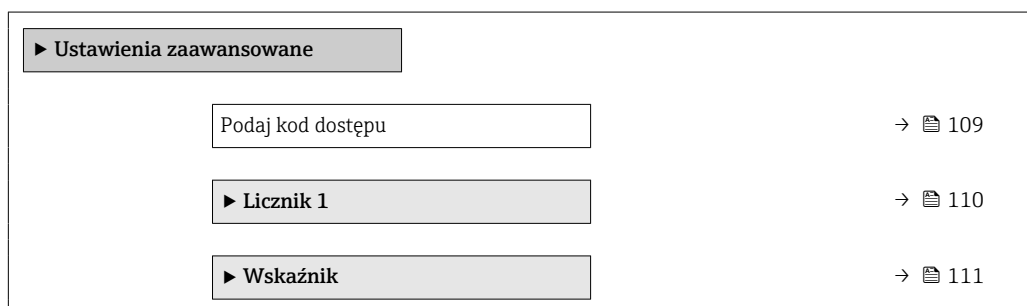 ▶ Ustawienia zaawansowane
Podaj kod dostępu → 109
▶ Licznik 1 → 110
▶ Wskaźnik → 111